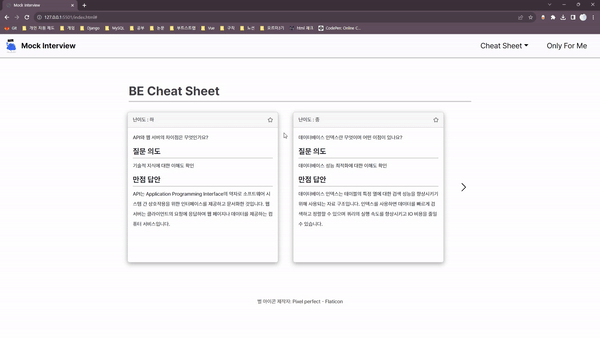 Mock Interview
127.0.0.1:5501/index.html#
Git
개인 지원 제도
개강
Django
MySQL
공부
논문
부트스트랩
Vue
구직
노션
html 체크
CodePen: Online C...
Mock Interview
Cheat Sheet
Only For Me
BE Cheat Sheet
난이도 : 하
API와 웹 서버의 차이점은 무엇인가요?
질문 의도
기술적 지식에 대한 이해도 확인
만점 답안
API는 Application Programming Interface의 약자로 소프트웨어 시
스템 간 상호작용을 위한 인터페이스를 제공하고 문서화한 것입니다. 웹
서버는 클라이언트의 요청에 응답하여 웹 페이지나 데이터를 제공하는 컴
퓨터 서비스입니다.
난이도 : 중
데이터베이스 인덱스란 무엇이며 어떤 이점이 있나요?
질문 의도
데이터베이스 성능 최적화에 대한 이해도 확인
만점 답안
데이터베이스 인덱스는 테이블의 특정 열에 대한 검색 성능을 향상시키기
위해 사용되는 자료 구조입니다. 인덱스를 사용하면 데이터를 빠르게 검
색하고 정렬할 수 있으며 쿼리의 실행 속도를 향상시키고 IO 비용을 줄일
수 있습니다.
별 아이콘 제작자: Pixel perfect - Flaticon